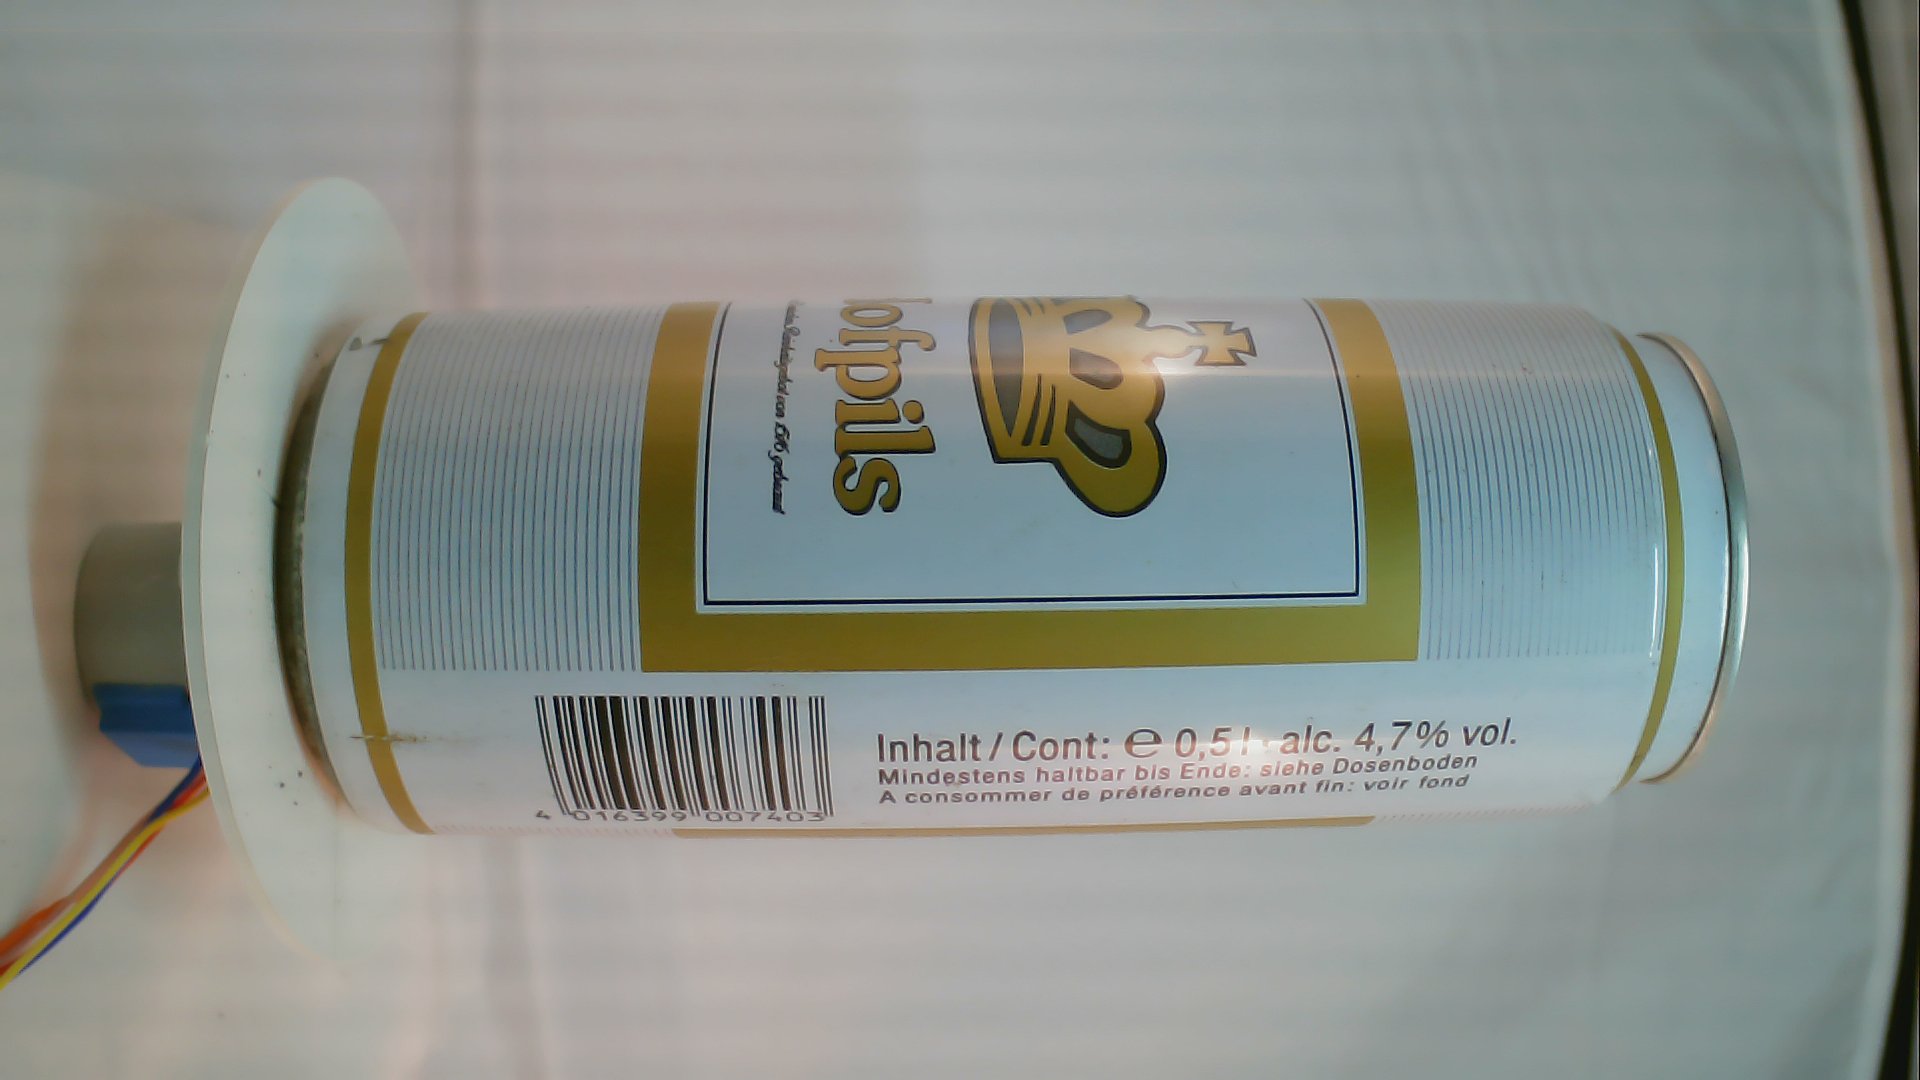 Hofpils
Inhalt / Cont: ℮ 0,5 l · alc. 4,7% vol.
Mindestens haltbar bis Ende: siehe Dosenboden
A consommer de préférence avant fin: voir fond
4 016399 007403